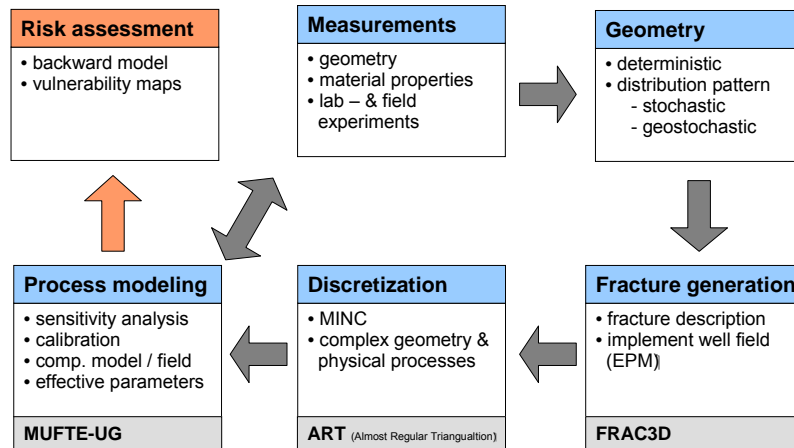 Risk assessment
• backward model
• vulnerability maps
Measurements
• geometry
• material properties
• lab – & field
experiments
Geometry
• deterministic
• distribution pattern
- stochastic
- geostochastic
Process modeling
• sensitivity analysis
• calibration
• comp. model / field
• effective parameters
MUFTE-UG
Discretization
• MINC
• complex geometry &
physical processes
ART (Almost Regular Triangualtion)
Fracture generation
• fracture description
• implement well field
(EPM)
FRAC3D